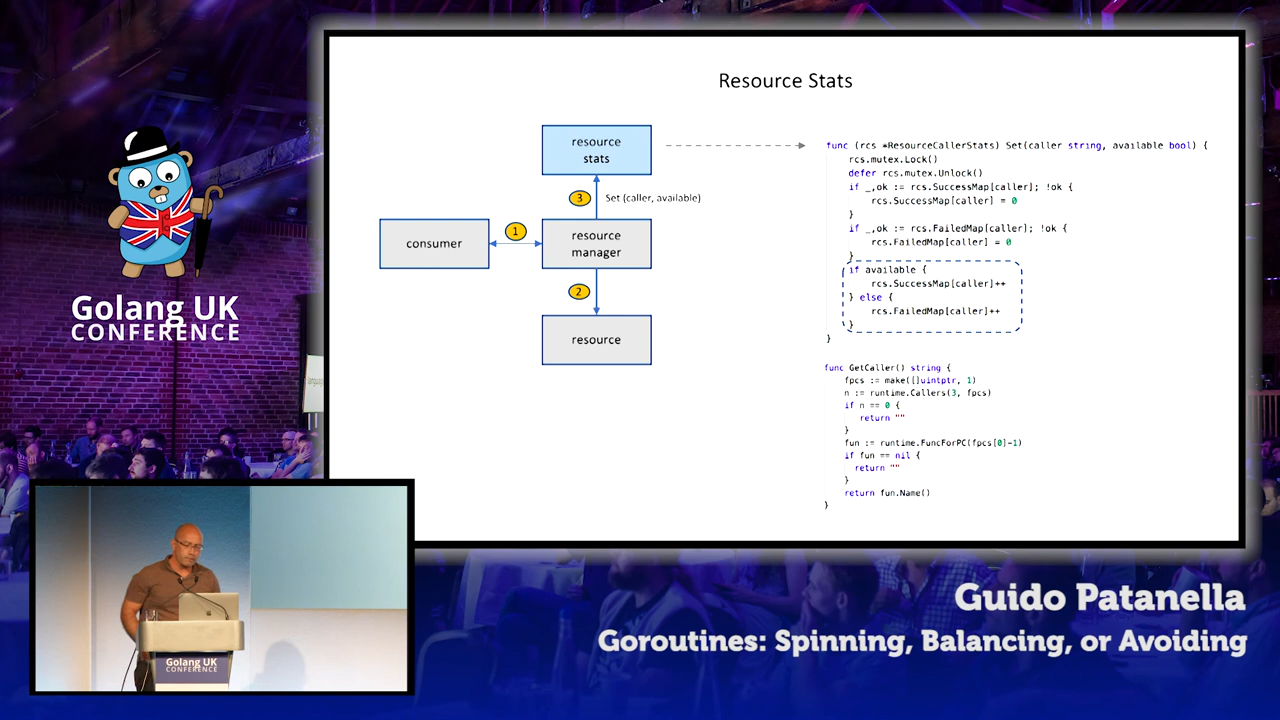 Resource Stats
resource
stats
3
Set (caller, available)
consumer
1
resource
manager
2
resource
func (rcs *ResourceCallerStats) Set(caller string, available bool) {
rcs.mutex.Lock()
defer rcs.mutex.Unlock()
if _,ok := rcs.SuccessMap[caller]; !ok {
rcs.SuccessMap[caller] = 0
}
if _,ok := rcs.FailedMap[caller]; !ok {
rcs.FailedMap[caller] = 0
}
if available {
rcs.SuccessMap[caller]++
} else {
rcs.FailedMap[caller]++
}
}
func GetCaller() string {
fpcs := make([]uintptr, 1)
n := runtime.Callers(3, fpcs)
if n == 0 {
return ""
}
fun := runtime.FuncForPC(fpcs[0]-1)
if fun == nil {
return ""
}
return fun.Name()
}
Golang UK
CONFERENCE
Golang UK
CONFERENCE
Guido Patanella
Goroutines: Spinning, Balancing, or Avoiding